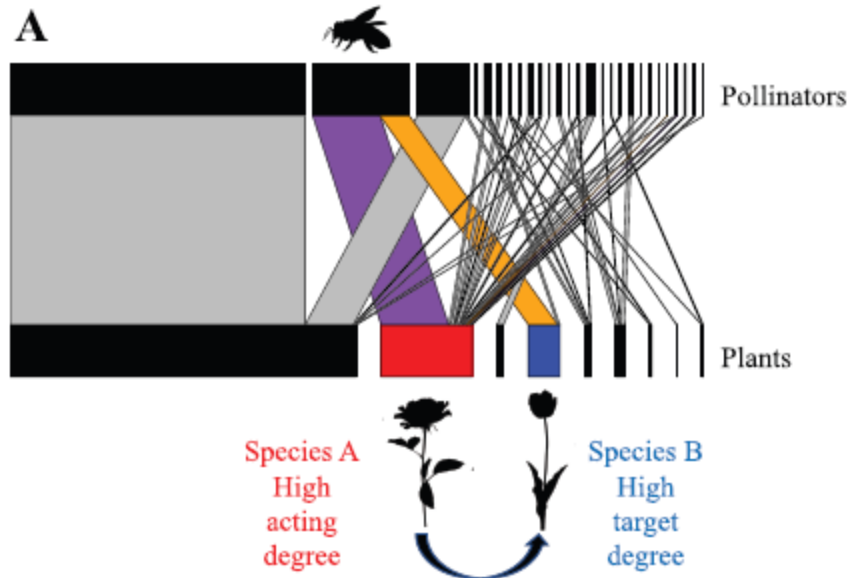 A
Pollinators
Plants
Species A
High
acting
degree
Species B
High
target
degree